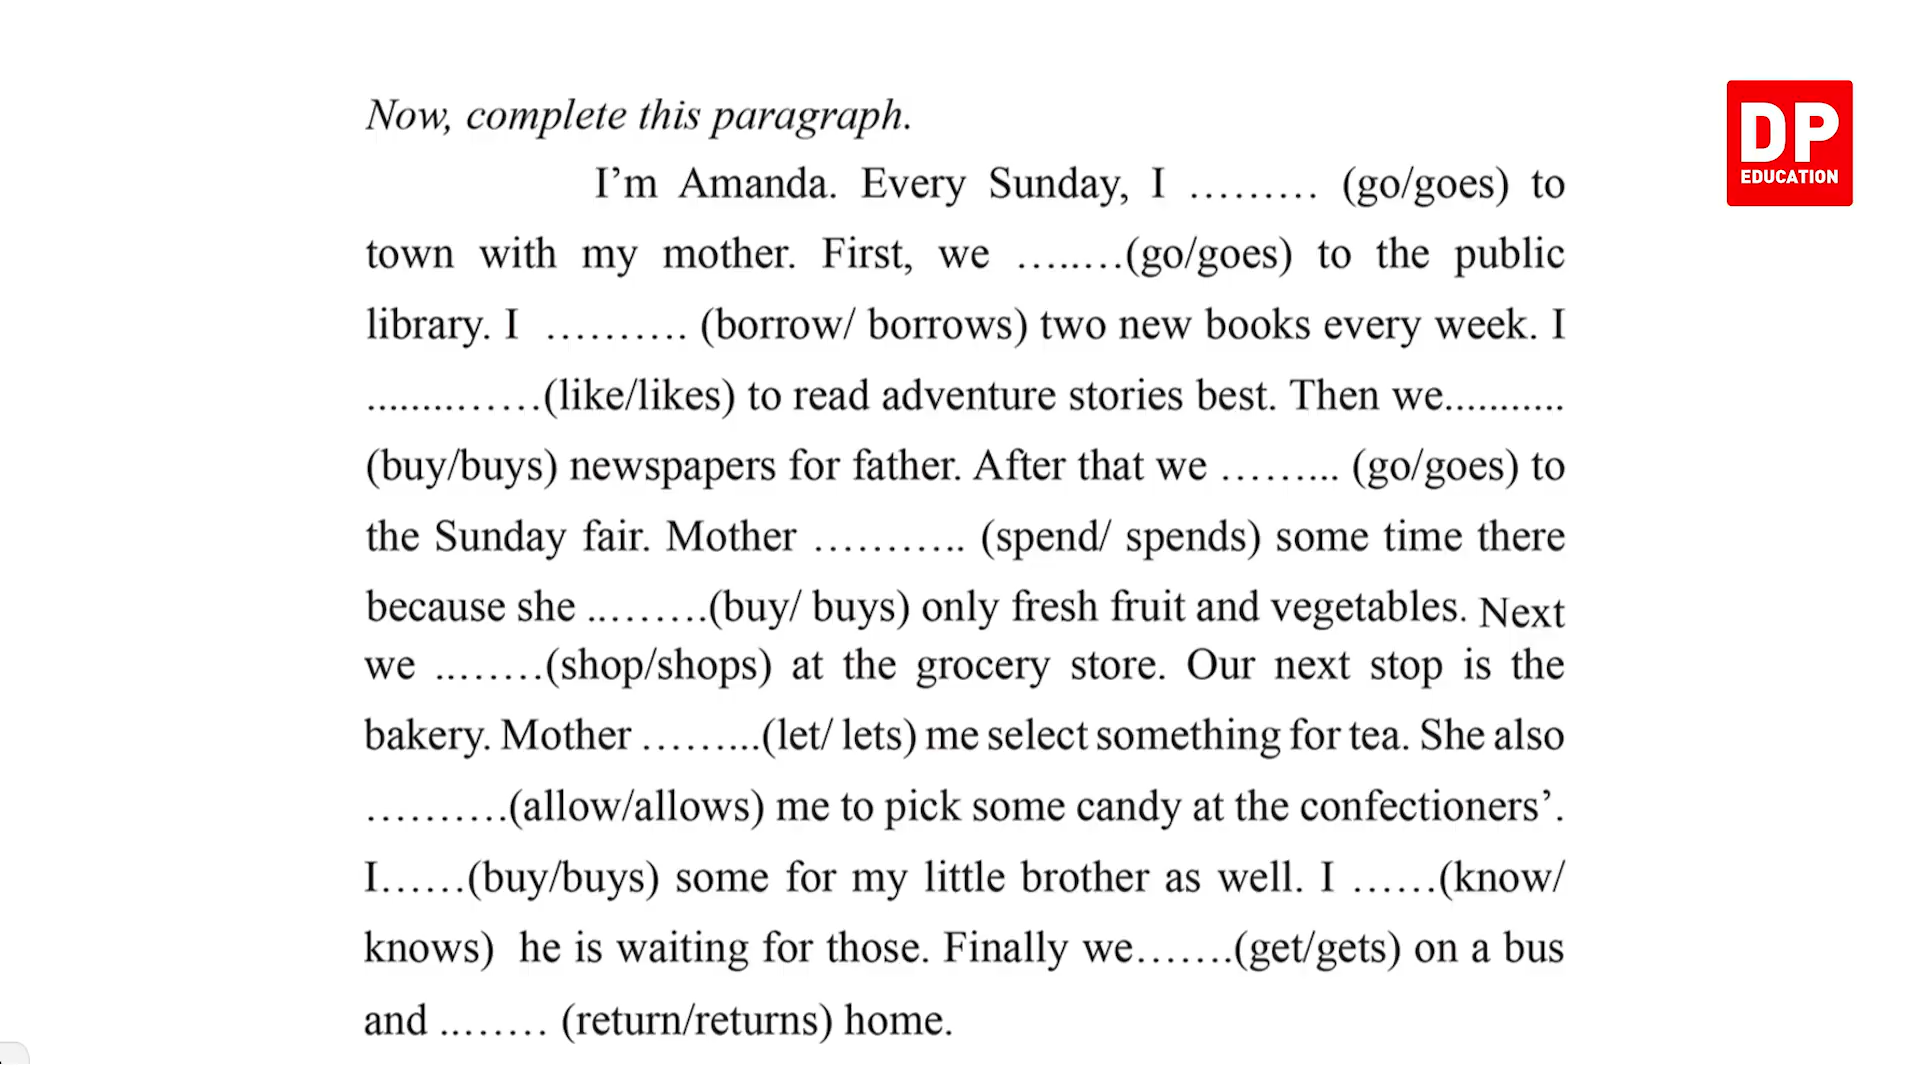 Now, complete this paragraph.
DP
EDUCATION
I’m Amanda. Every Sunday, I ......... (go/goes) to
town with my mother. First, we ........(go/goes) to the public
library. I .......... (borrow/ borrows) two new books every week. I
..............(like/likes) to read adventure stories best. Then we...........
(buy/buys) newspapers for father. After that we ......... (go/goes) to
the Sunday fair. Mother ........... (spend/ spends) some time there
because she .........(buy/ buys) only fresh fruit and vegetables. Next
we ........(shop/shops) at the grocery store. Our next stop is the
bakery. Mother .........(let/ lets) me select something for tea. She also
..........(allow/allows) me to pick some candy at the confectioners’.
I......(buy/buys) some for my little brother as well. I ......(know/
knows) he is waiting for those. Finally we.......(get/gets) on a bus
and ........ (return/returns) home.